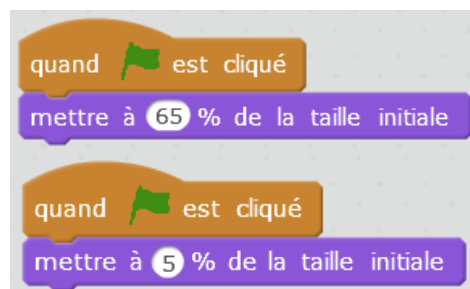 quand est cliqué
mettre à 65 % de la taille initiale
quand est cliqué
mettre à 5 % de la taille initiale